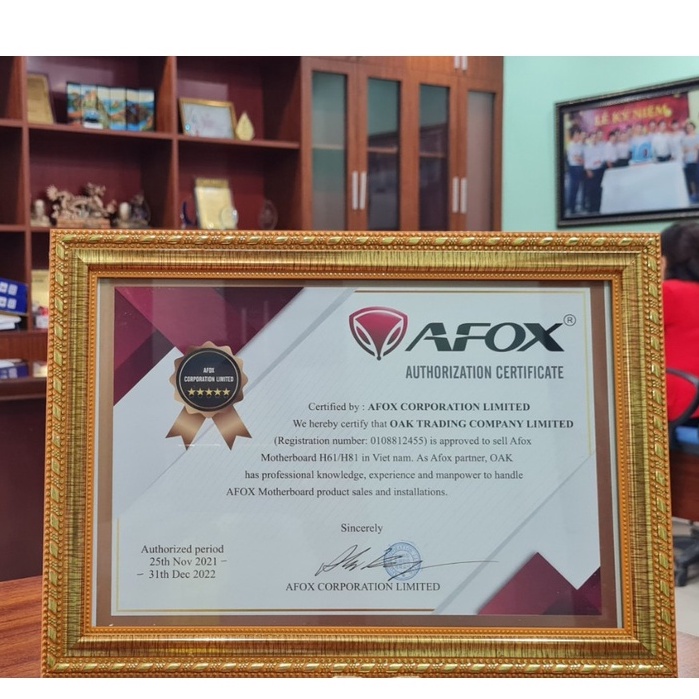 LỄ KỶ NIỆM
AFOX®
AUTHORIZATION CERTIFICATE
AFOX
CORPORATION LIMITED
Certified by : AFOX CORPORATION LIMITED
We hereby certify that OAK TRADING COMPANY LIMITED
(Registration number: 0108812455) is approved to sell Afox
Motherboard H61/H81 in Viet nam. As Afox partner, OAK
has professional knowledge, experience and manpower to handle
AFOX Motherboard product sales and installations.
Sincerely
Authorized period
25th Nov 2021 –
– 31th Dec 2022
AFOX CORPORATION LIMITED